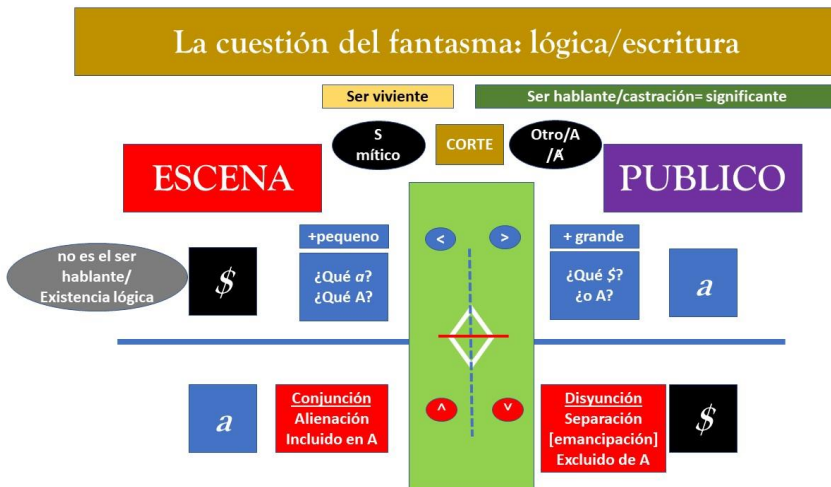 La cuestión del fantasma: lógica/escritura
Ser viviente
Ser hablante/castración= significante
S
mítico
CORTE
Otro/A
/Ⱥ
ESCENA
PUBLICO
+pequeno
<
>
+ grande
no es el ser
hablante/
Existencia lógica
$
¿Qué a?
¿Qué A?
¿Qué $?
¿o A?
a
a
Conjunción
Alienación
Incluido en A
^
˅
Disyunción
Separación
[emancipación]
Excluido de A
$